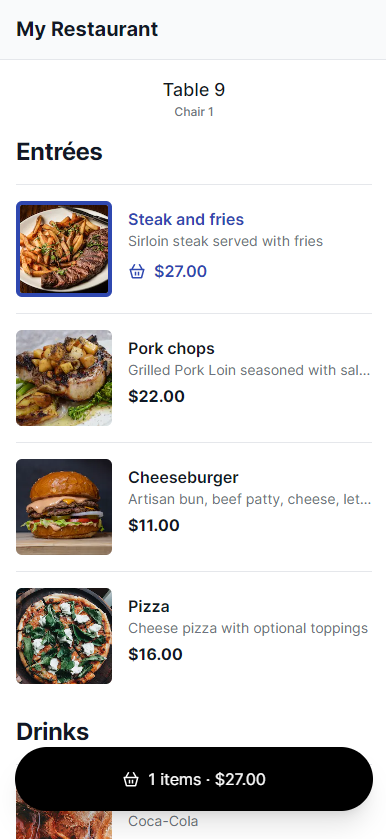 My Restaurant
Table 9
Chair 1
Entrées
Steak and fries
Sirloin steak served with fries
$27.00
Pork chops
Grilled Pork Loin seasoned with sal...
$22.00
Cheeseburger
Artisan bun, beef patty, cheese, let...
$11.00
Pizza
Cheese pizza with optional toppings
$16.00
Drinks
1 items · $27.00
Coca-Cola